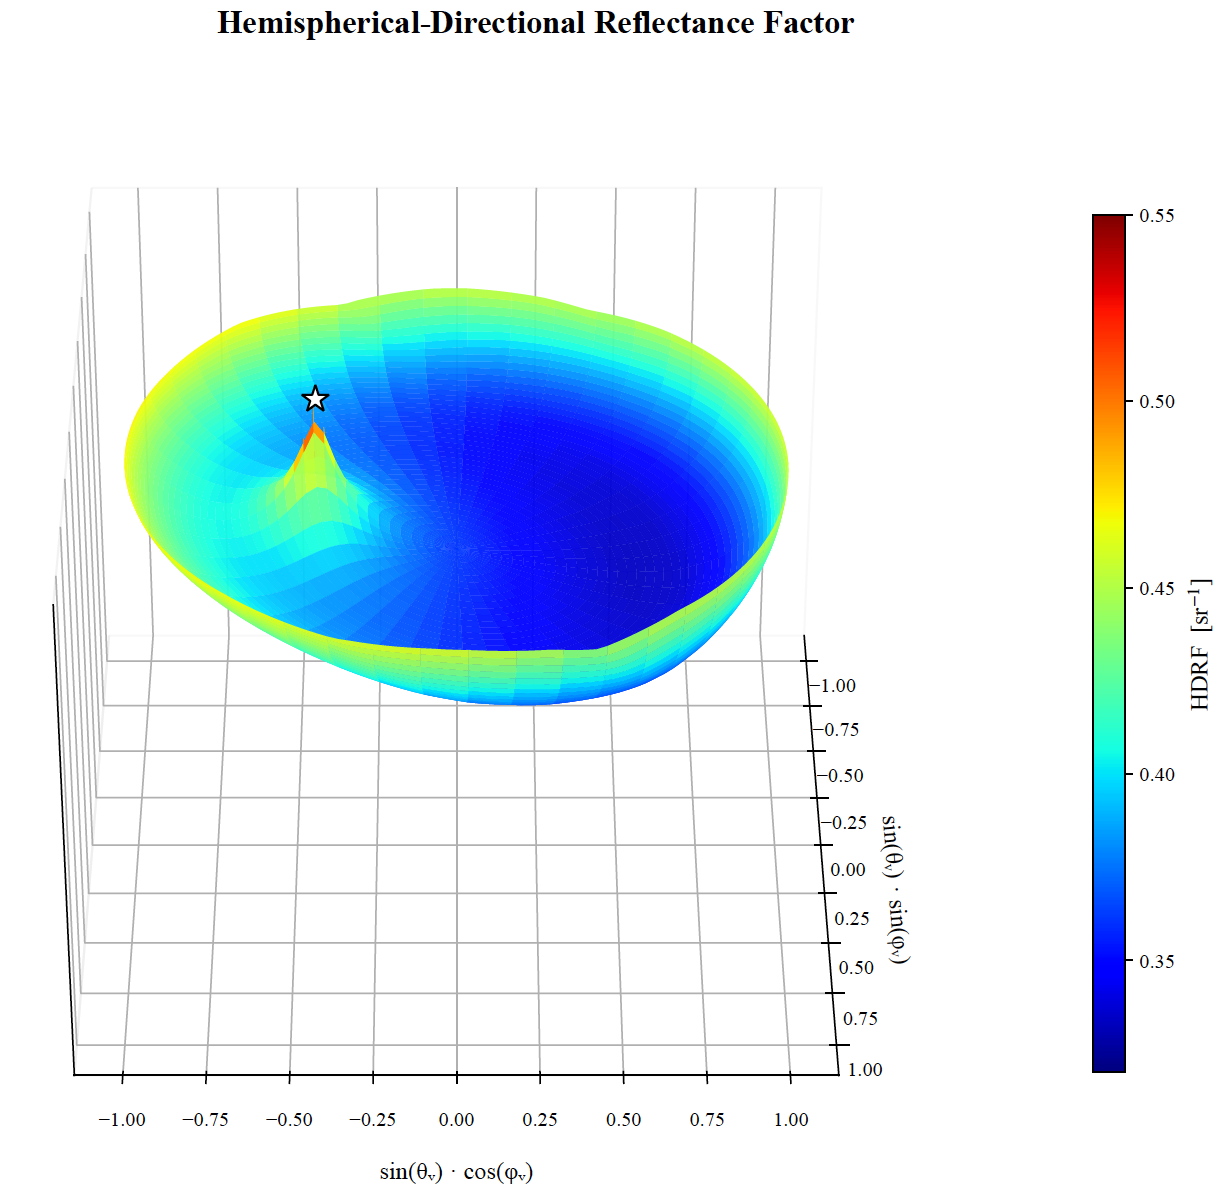 Hemispherical-Directional Reflectance Factor
0.55
0.50
0.45
0.40
0.35
HDRF [sr⁻¹]
−1.00
−0.75
−0.50
−0.25
0.00
0.25
0.50
0.75
1.00
sin(θᵥ) · sin(φᵥ)
−1.00 −0.75 −0.50 −0.25 0.00 0.25 0.50 0.75 1.00
sin(θᵥ) · cos(φᵥ)